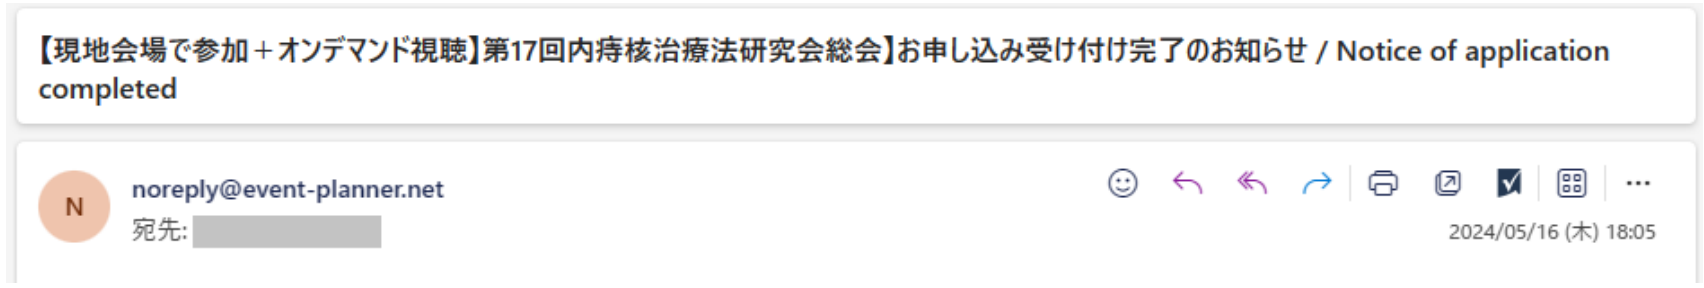 【現地会場で参加＋オンデマンド視聴】第17回内痔核治療法研究会総会】お申し込み受け付け完了のお知らせ / Notice of application
completed
N
noreply@event-planner.net
宛先:
2024/05/16 (木) 18:05